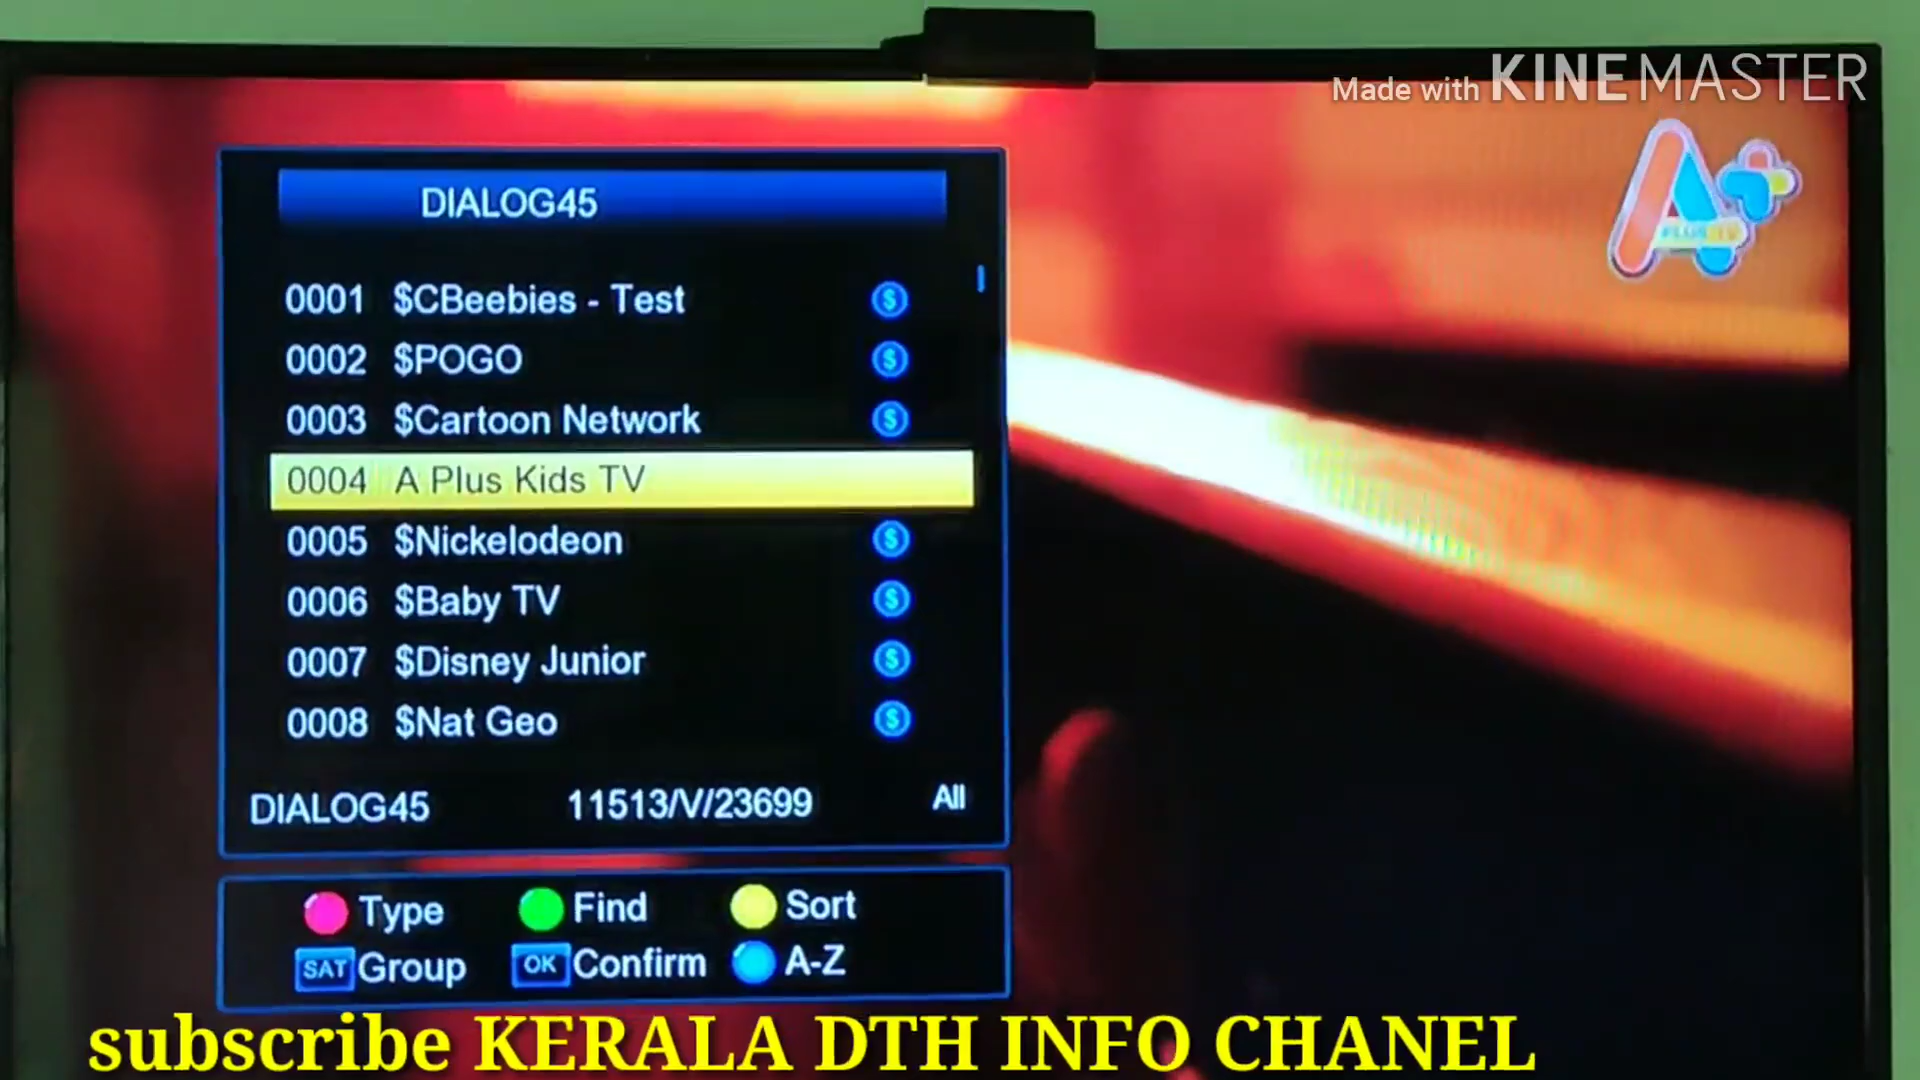 Made with KINEMASTER
A+
PLUS TV
DIALOG45
0001 $CBeebies - Test $
0002 $POGO $
0003 $Cartoon Network $
0004 A Plus Kids TV
0005 $Nickelodeon $
0006 $Baby TV $
0007 $Disney Junior $
0008 $Nat Geo $
DIALOG45 11513/V/23699 All
Type Find Sort
SAT Group OK Confirm A-Z
subscribe KERALA DTH INFO CHANEL